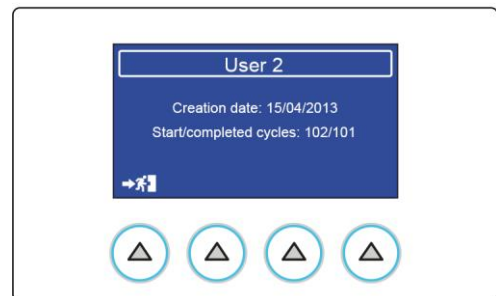 User 2
Creation date: 15/04/2013
Start/completed cycles: 102/101